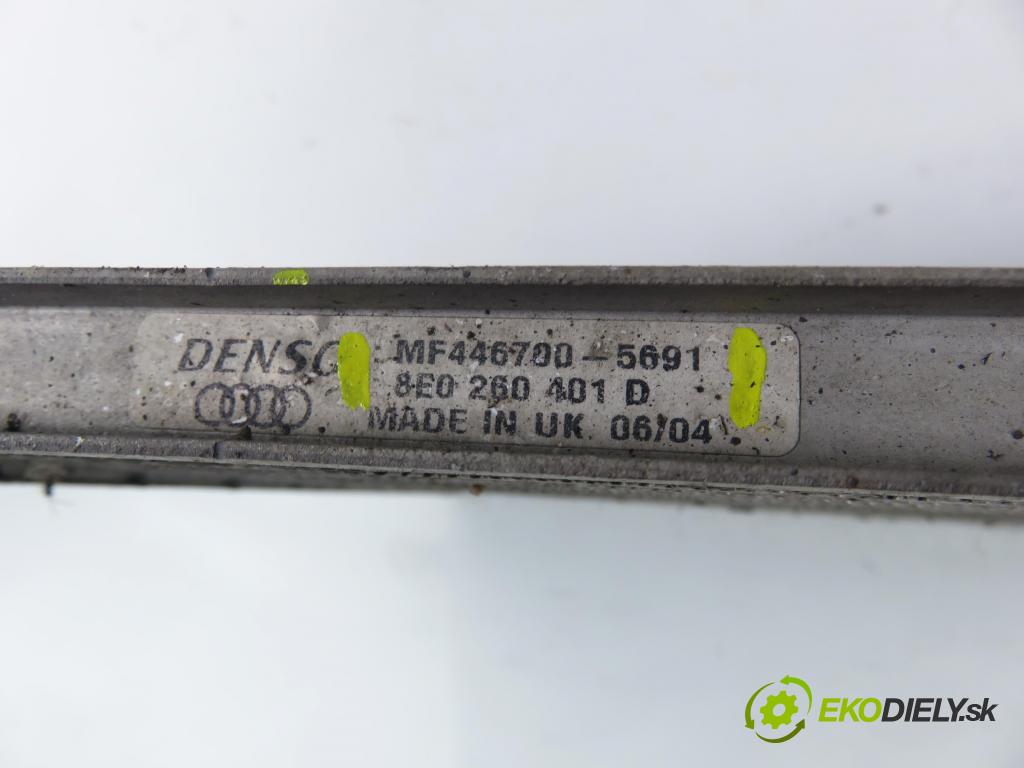 DENSO MF446700-5691
8E0 260 401 D
MADE IN UK 06/04
EKODIELY.sk